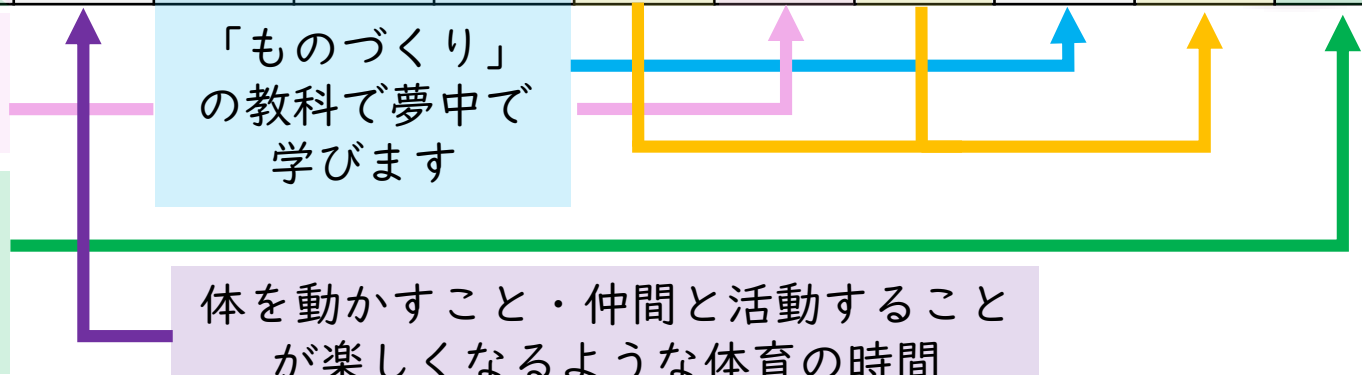 「ものづくり」
の教科で夢中で
学びます
体を動かすこと・仲間と活動すること
が楽しくなるような体育の時間